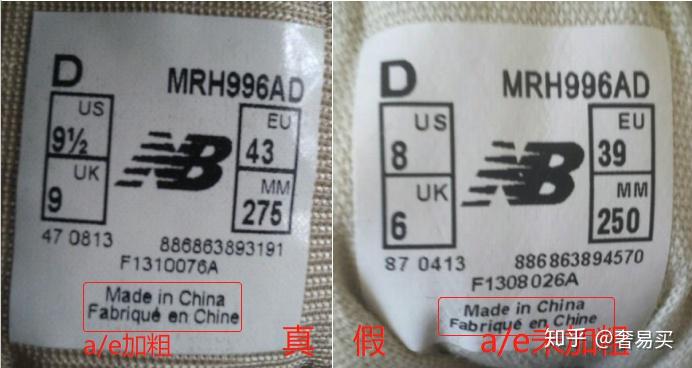 D
MRH996AD
US
9½
UK
9
EU
43
MM
275
NB
47 0813
886863893191
F1310076A
Made in China
Fabriqué en Chine
a/e加粗
真
D
MRH996AD
US
8
UK
6
EU
39
MM
250
NB
87 0413
886863894570
F1308026A
Made in China
Fabriqué en Chine
假
a/e未加粗
知乎 @奢易买